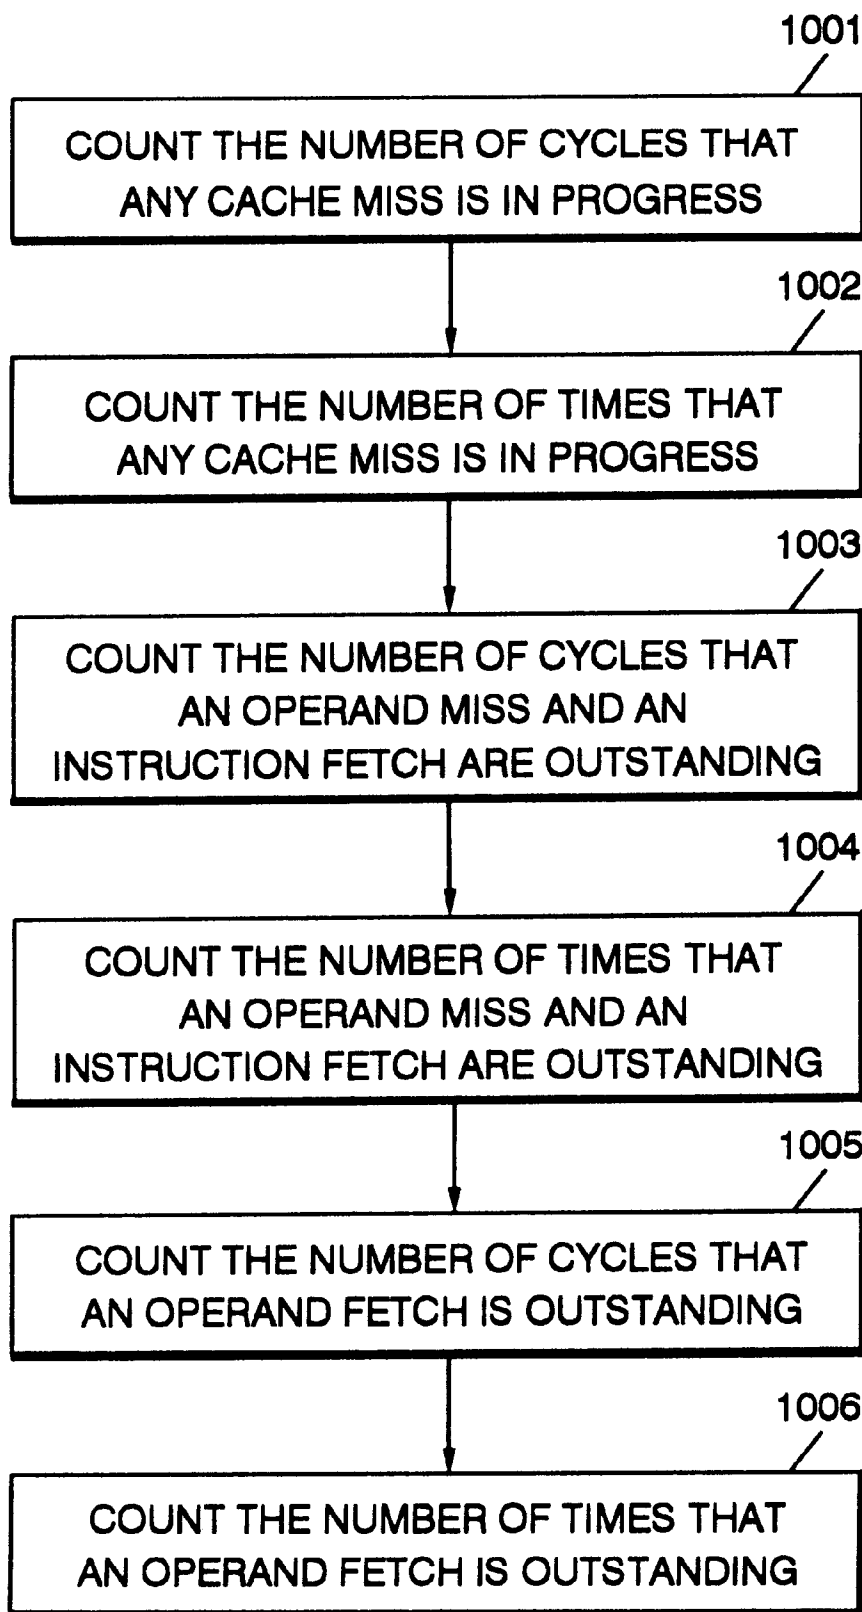 1001
COUNT THE NUMBER OF CYCLES THAT
ANY CACHE MISS IS IN PROGRESS
1002
COUNT THE NUMBER OF TIMES THAT
ANY CACHE MISS IS IN PROGRESS
1003
COUNT THE NUMBER OF CYCLES THAT
AN OPERAND MISS AND AN
INSTRUCTION FETCH ARE OUTSTANDING
1004
COUNT THE NUMBER OF TIMES THAT
AN OPERAND MISS AND AN
INSTRUCTION FETCH ARE OUTSTANDING
1005
COUNT THE NUMBER OF CYCLES THAT
AN OPERAND FETCH IS OUTSTANDING
1006
COUNT THE NUMBER OF TIMES THAT
AN OPERAND FETCH IS OUTSTANDING